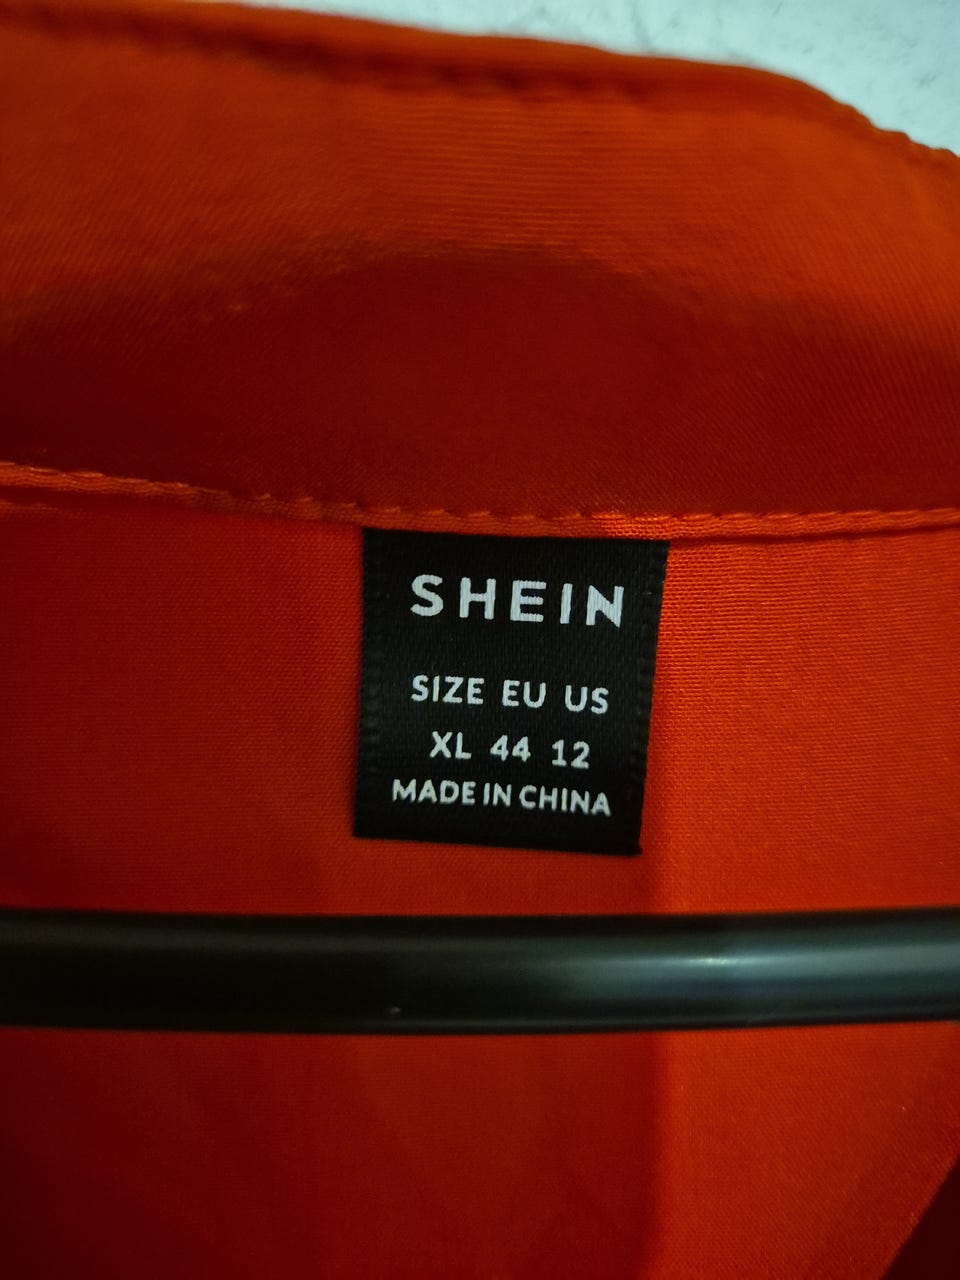 SHEIN
SIZE EU US
XL 44 12
MADE IN CHINA